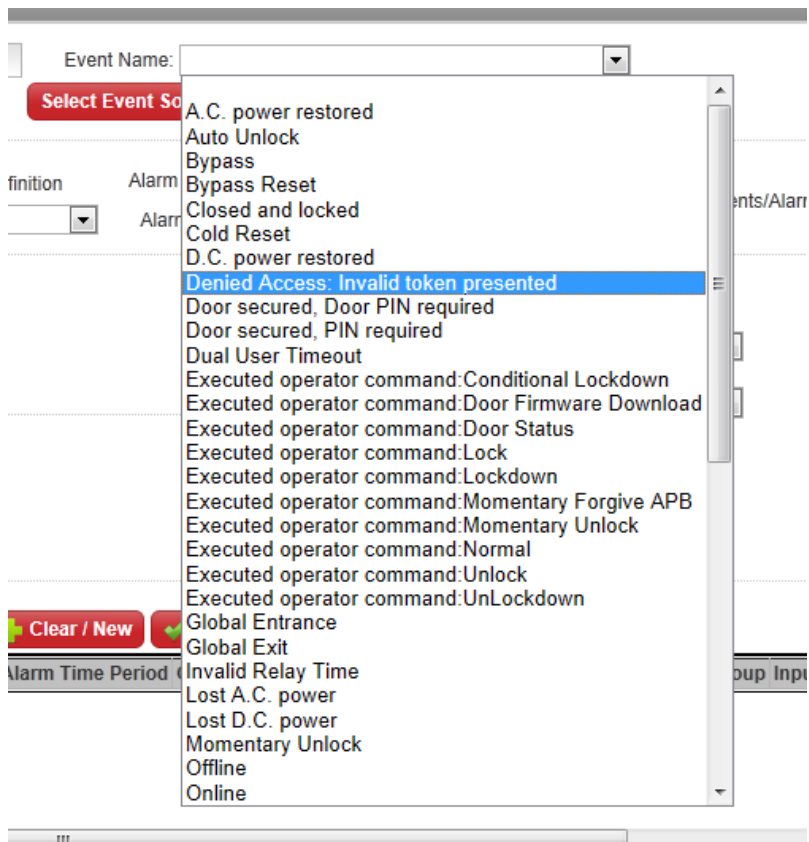 Event Name:
Select Event So
A.C. power restored
Auto Unlock
Bypass
finition Alarm Bypass Reset
Closed and locked
ents/Alarr
Alarr
Cold Reset
D.C. power restored
Denied Access: Invalid token presented
Door secured, Door PIN required
Door secured, PIN required
Dual User Timeout
Executed operator command:Conditional Lockdown
Executed operator command:Door Firmware Download
Executed operator command:Door Status
Executed operator command:Lock
Executed operator command:Lockdown
Executed operator command:Momentary Forgive APB
Executed operator command:Momentary Unlock
Executed operator command:Normal
Executed operator command:Unlock
Executed operator command:UnLockdown
Clear / New
Global Entrance
Global Exit
Alarm Time Period
Invalid Relay Time
oup Inpu
Lost A.C. power
Lost D.C. power
Momentary Unlock
Offline
Online